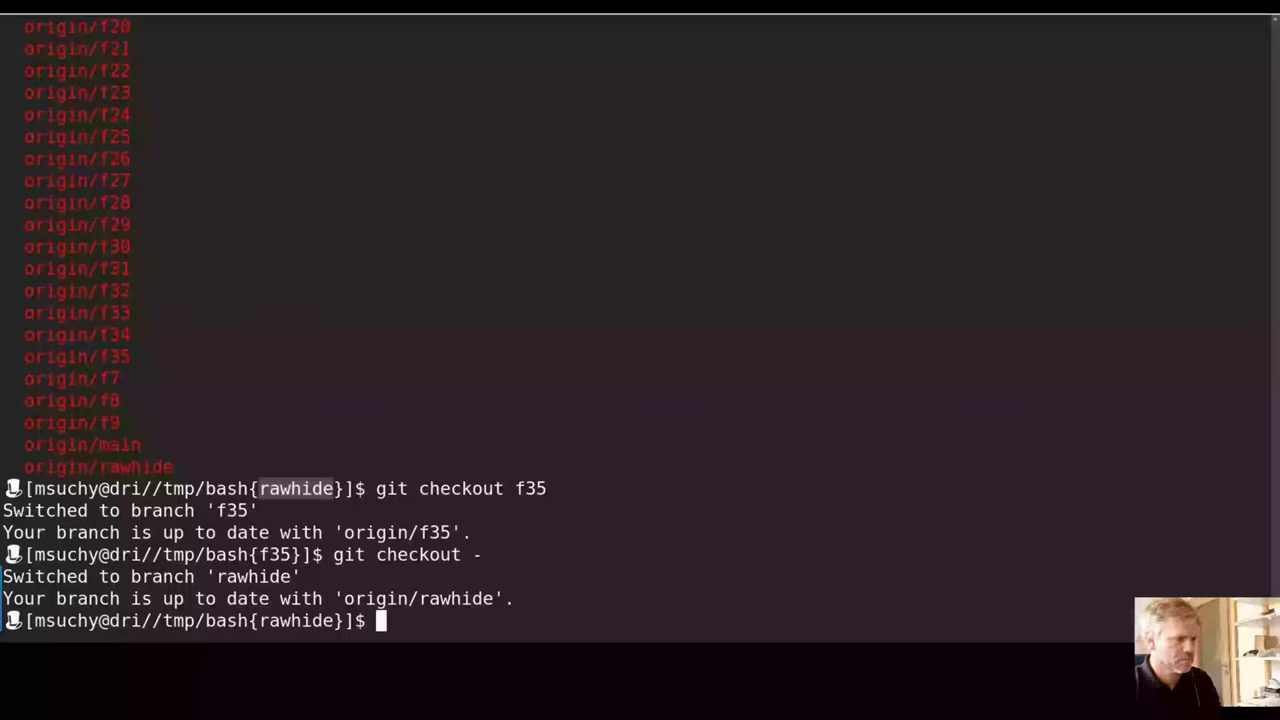 origin/f20
origin/f21
origin/f22
origin/f23
origin/f24
origin/f25
origin/f26
origin/f27
origin/f28
origin/f29
origin/f30
origin/f31
origin/f32
origin/f33
origin/f34
origin/f35
origin/f7
origin/f8
origin/f9
origin/main
origin/rawhide
[msuchy@dri//tmp/bash{rawhide}]$ git checkout f35
Switched to branch 'f35'
Your branch is up to date with 'origin/f35'.
[msuchy@dri//tmp/bash{f35}]$ git checkout -
Switched to branch 'rawhide'
Your branch is up to date with 'origin/rawhide'.
[msuchy@dri//tmp/bash{rawhide}]$